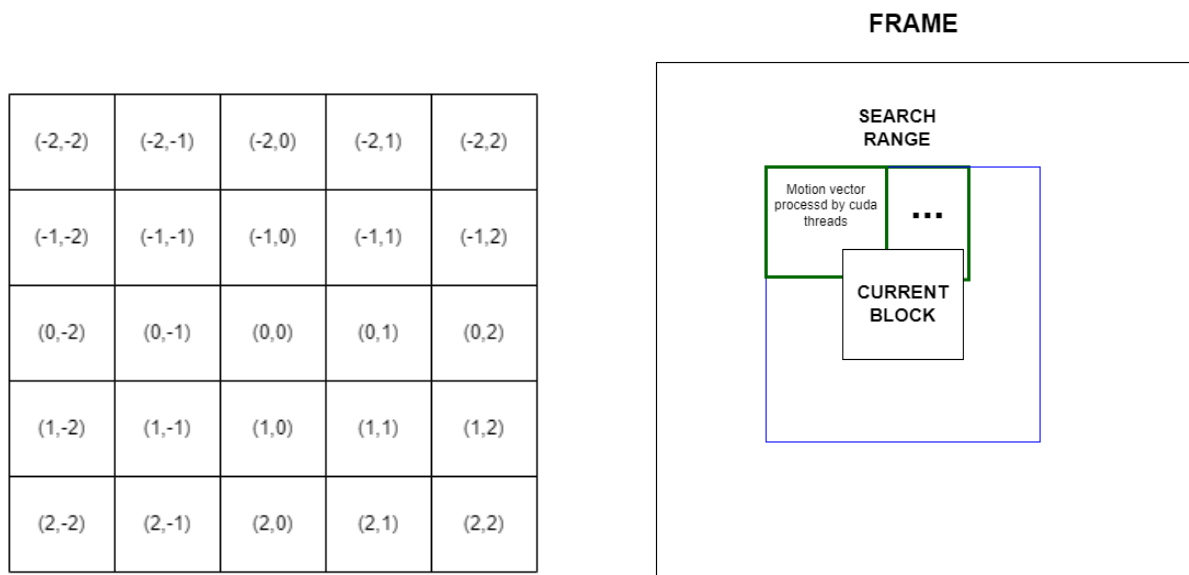 FRAME
(-2,-2) (-2,-1) (-2,0) (-2,1) (-2,2)
(-1,-2) (-1,-1) (-1,0) (-1,1) (-1,2)
(0,-2) (0,-1) (0,0) (0,1) (0,2)
(1,-2) (1,-1) (1,0) (1,1) (1,2)
(2,-2) (2,-1) (2,0) (2,1) (2,2)
SEARCH
RANGE
Motion vector
processd by cuda
threads
...
CURRENT
BLOCK